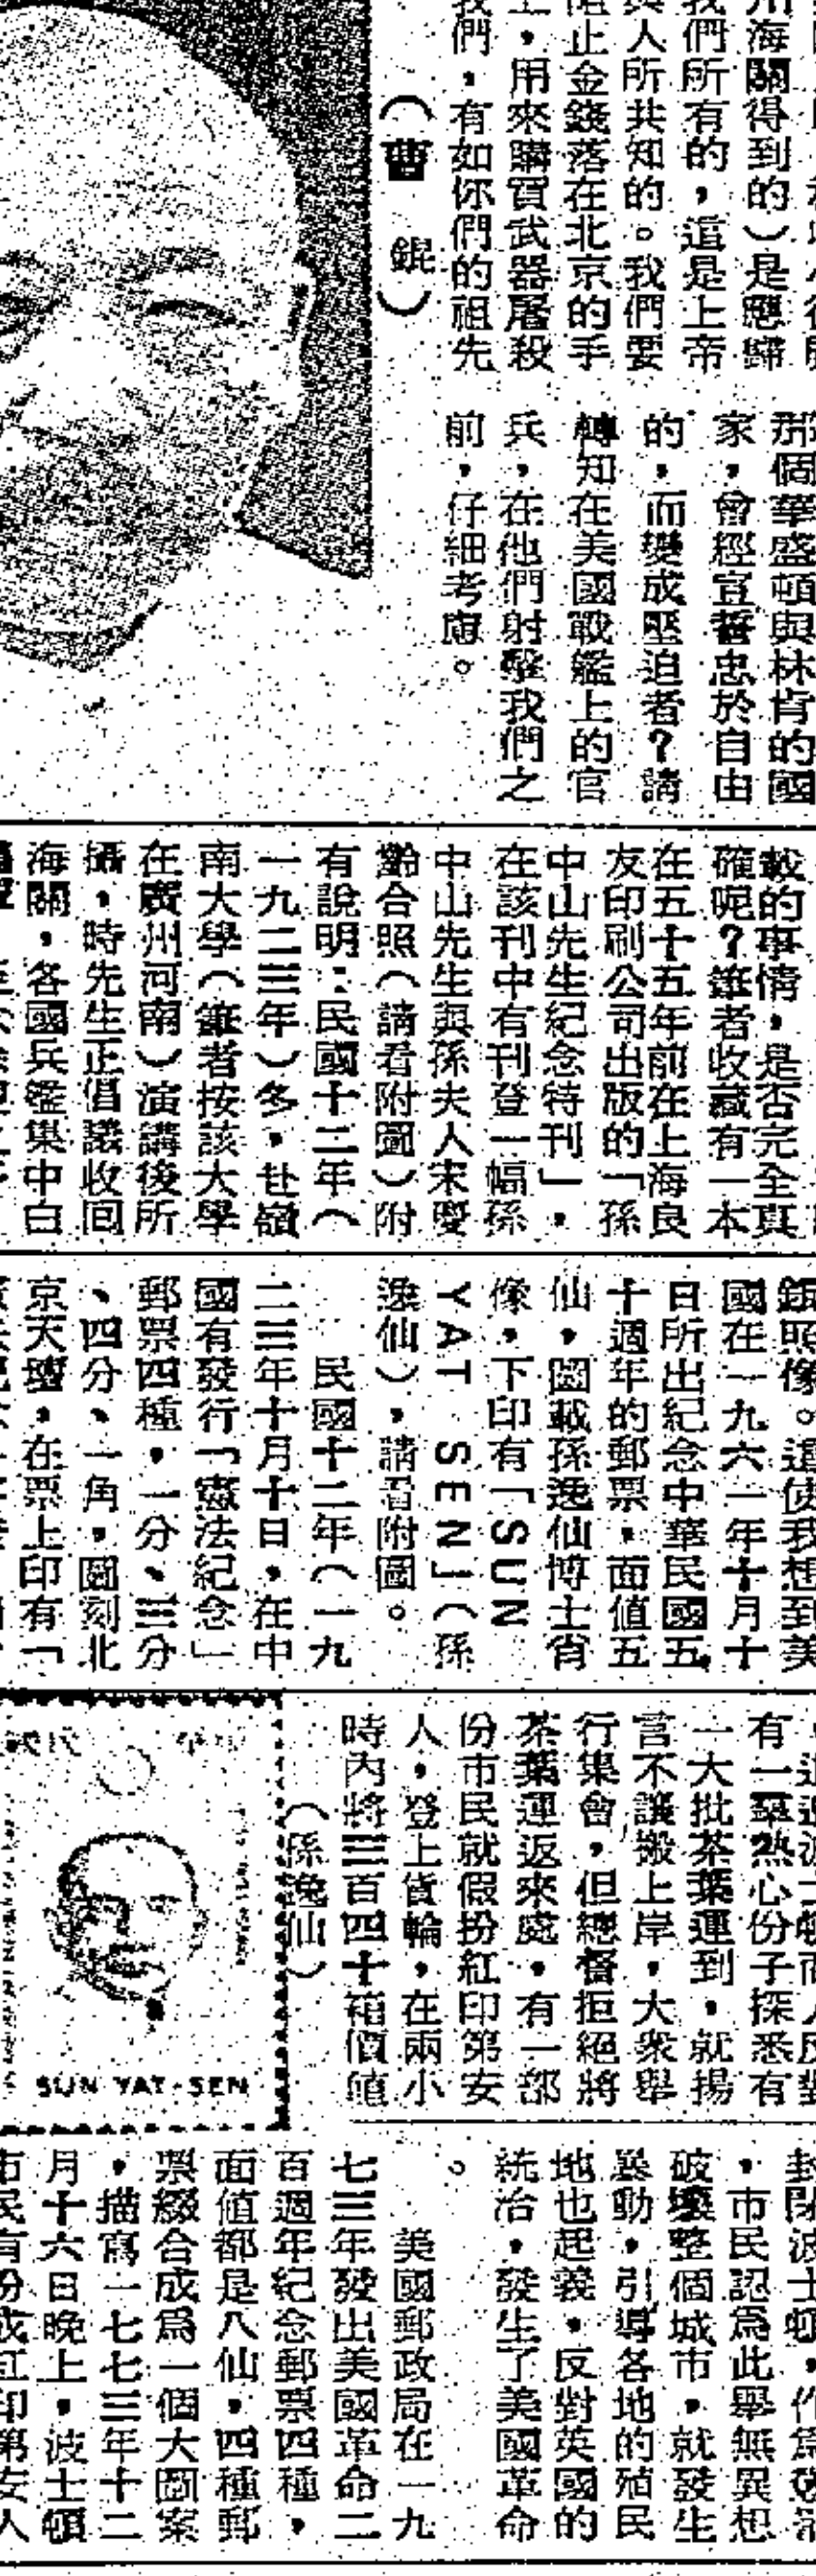 州海關得到的）是應歸
我們所有的，這是上帝
與人所共知的。我們要
阻止金錢落在北京的手
上，用來購買武器屠殺
我們，有如你們的祖先
（曹　錕）
那個華盛頓與林肯的國
家，曾經宣誓忠於自由
的，而變成壓迫者？請
轉知在美國戰艦上的官
兵，在他們射擊我們之
前，仔細考慮。
載的事情，是否完全真
確呢？筆者收藏有一本
在五十五年前在上海良
友印刷公司出版的「孫
中山先生紀念特刊」，
在該刊中有刊登一幅孫
中山先生與孫夫人宋慶
齡合照（請看附圖）附
有說明：民國十二年（
一九二三年）冬，赴嶺
南大學（筆者按該大學
在廣州河南）演講後所
攝，時先生正倡議收回
海關，各國兵艦集中白
錕照像。這使我想到美
國在一九六一年十月十
日所出紀念中華民國五
十週年的郵票，面值五
仙，圖載孫逸仙博士肖
像，下印有「SUN
YAT SEN」（孫
逸仙），請看附圖。
民國十二年（一九
二三年十月十日，在中
國有發行「憲法紀念」
郵票四種，一分、三分
、四分、一角，圖刻北
京天壇，在票上印有「
有一羣熱心份子探悉有
一大批茶葉運到，就揚
言不讓搬上岸，大衆舉
行集會，但總督拒絕將
茶葉運返來處，有一部
份市民就假扮紅印第安
人，登上貨輪，在兩小
時內將三百四十箱價值
（孫逸仙）
SUN YAT-SEN
封閉波士頓，作為
，市民認爲此舉無異想
破壞整個城市，就發生
暴動，引導各地的殖民
地也起義，反對英國的
統治，發生了美國革命
。
美國郵政局在一九
七三年發出美國革命二
百週年紀念郵票四種，
面值都是八仙，四種郵
票綴合成爲一個大圖案
，描寫一七七三年十二
月十六日晚上，波士頓
市民有扮成紅印第安人